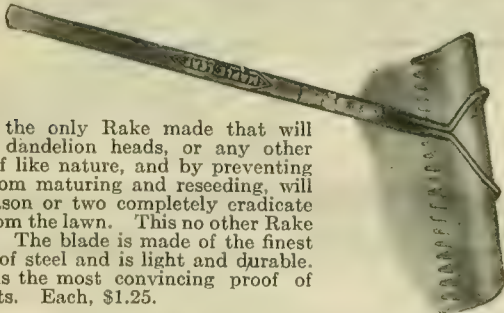 the only Rake made that will
dandelion heads, or any other
f like nature, and by preventing
om maturing and reseeding, will
ason or two completely eradicate
om the lawn. This no other Rake
The blade is made of the finest
of steel and is light and durable.
s the most convincing proof of
ts. Each, $1.25.